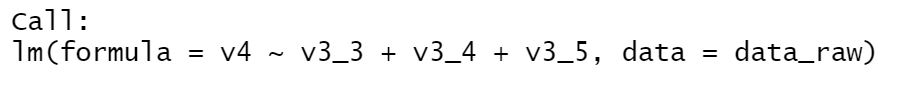 Call:
lm(formula = v4 ~ v3_3 + v3_4 + v3_5, data = data_raw)